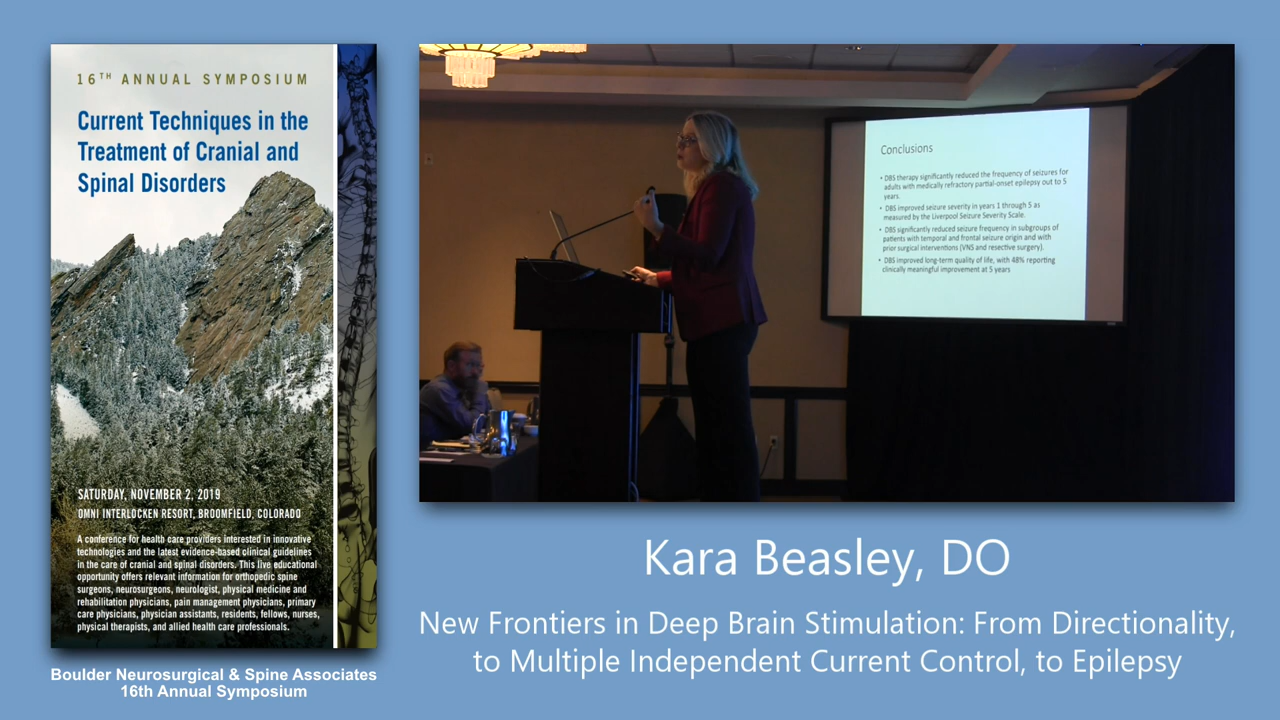 16TH ANNUAL SYMPOSIUM
Current Techniques in the
Treatment of Cranial and
Spinal Disorders
SATURDAY, NOVEMBER 2, 2019
OMNI INTERLOCKEN RESORT, BROOMFIELD, COLORADO
A conference for health care providers interested in innovative
technologies and the latest evidence-based clinical guidelines
in the care of cranial and spinal disorders. This live educational
opportunity offers relevant information for orthopedic spine
surgeons, neurosurgeons, neurologist, physical medicine and
rehabilitation physicians, pain management physicians, primary
care physicians, physician assistants, residents, fellows, nurses,
physical therapists, and allied health care professionals.
Boulder Neurosurgical & Spine Associates
16th Annual Symposium
Conclusions
• DBS therapy significantly reduced the frequency of seizures for
adults with medically refractory partial-onset epilepsy out to 5
years.
• DBS improved seizure severity in years 1 through 5 as
measured by the Liverpool Seizure Severity Scale.
• DBS significantly reduced seizure frequency in subgroups of
patients with temporal and frontal seizure origin and with
prior surgical interventions (VNS and resective surgery).
• DBS improved long-term quality of life, with 48% reporting
clinically meaningful improvement at 5 years
Kara Beasley, DO
New Frontiers in Deep Brain Stimulation: From Directionality,
to Multiple Independent Current Control, to Epilepsy